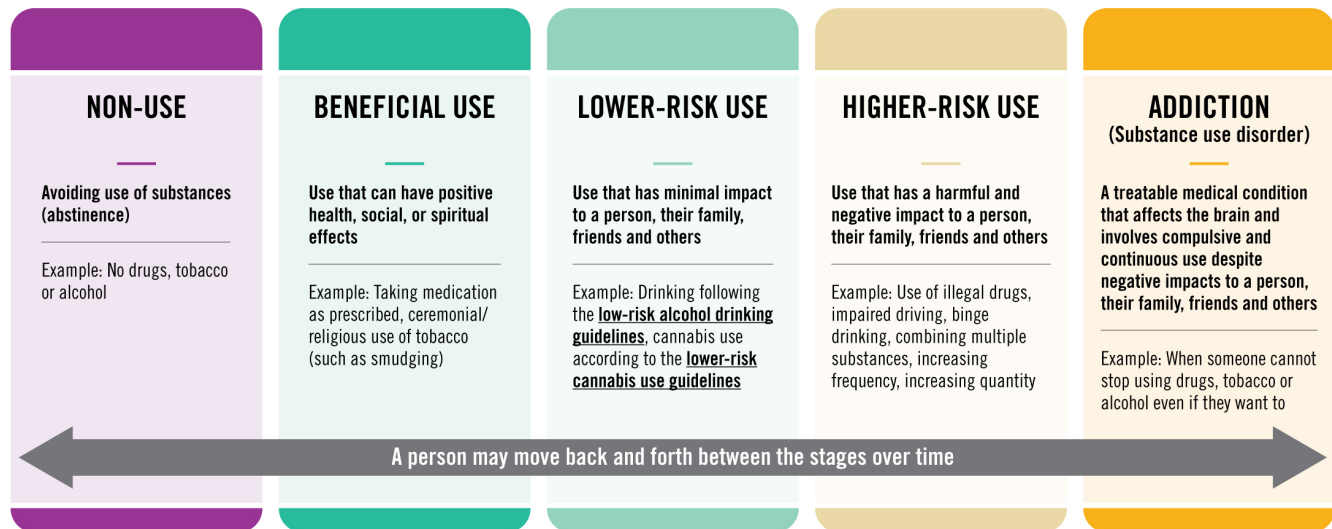 NON-USE
Avoiding use of substances
(abstinence)
Example: No drugs, tobacco
or alcohol
BENEFICIAL USE
Use that can have positive
health, social, or spiritual
effects
Example: Taking medication
as prescribed, ceremonial/
religious use of tobacco
(such as smudging)
LOWER-RISK USE
Use that has minimal impact
to a person, their family,
friends and others
Example: Drinking following
the low-risk alcohol drinking
guidelines, cannabis use
according to the lower-risk
cannabis use guidelines
HIGHER-RISK USE
Use that has a harmful and
negative impact to a person,
their family, friends and others
Example: Use of illegal drugs,
impaired driving, binge
drinking, combining multiple
substances, increasing
frequency, increasing quantity
ADDICTION
(Substance use disorder)
A treatable medical condition
that affects the brain and
involves compulsive and
continuous use despite
negative impacts to a person,
their family, friends and others
Example: When someone cannot
stop using drugs, tobacco or
alcohol even if they want to
A person may move back and forth between the stages over time